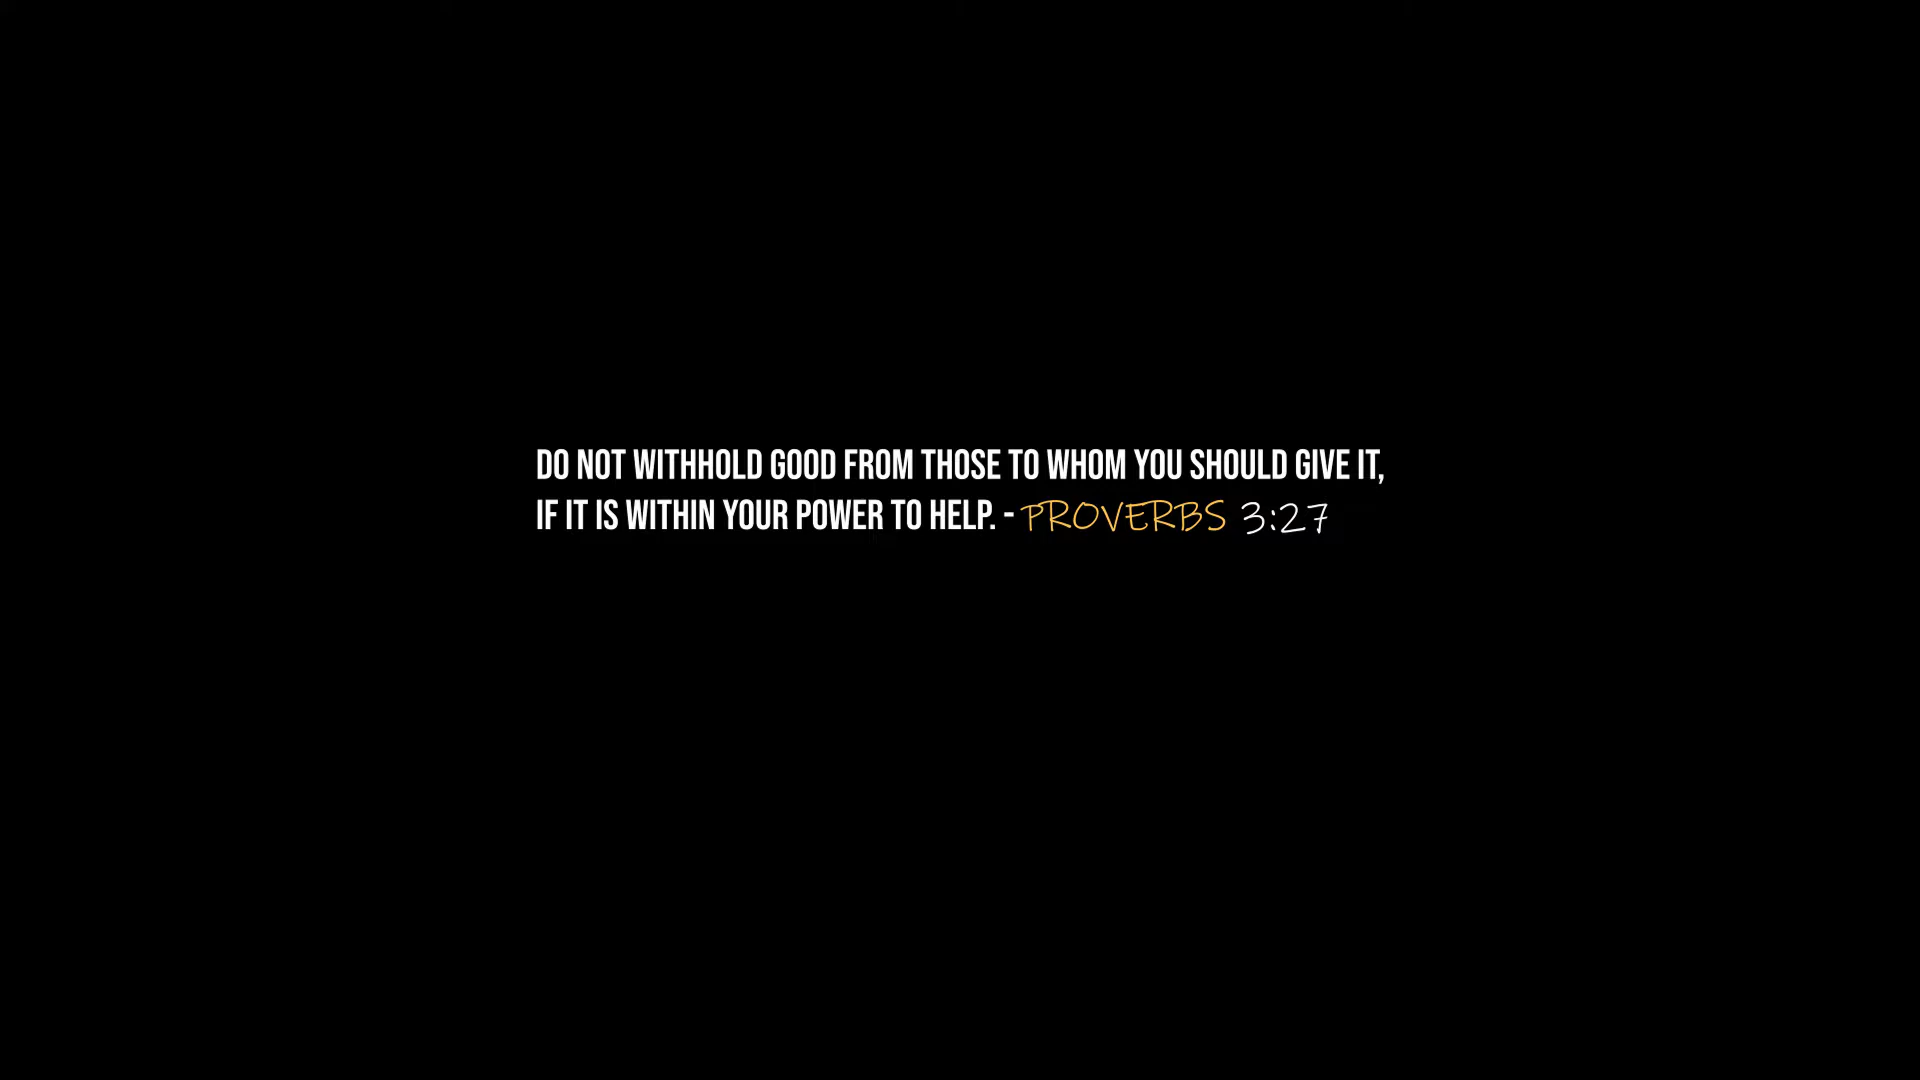 DO NOT WITHHOLD GOOD FROM THOSE TO WHOM YOU SHOULD GIVE IT,
IF IT IS WITHIN YOUR POWER TO HELP. - PROVERBS 3:27